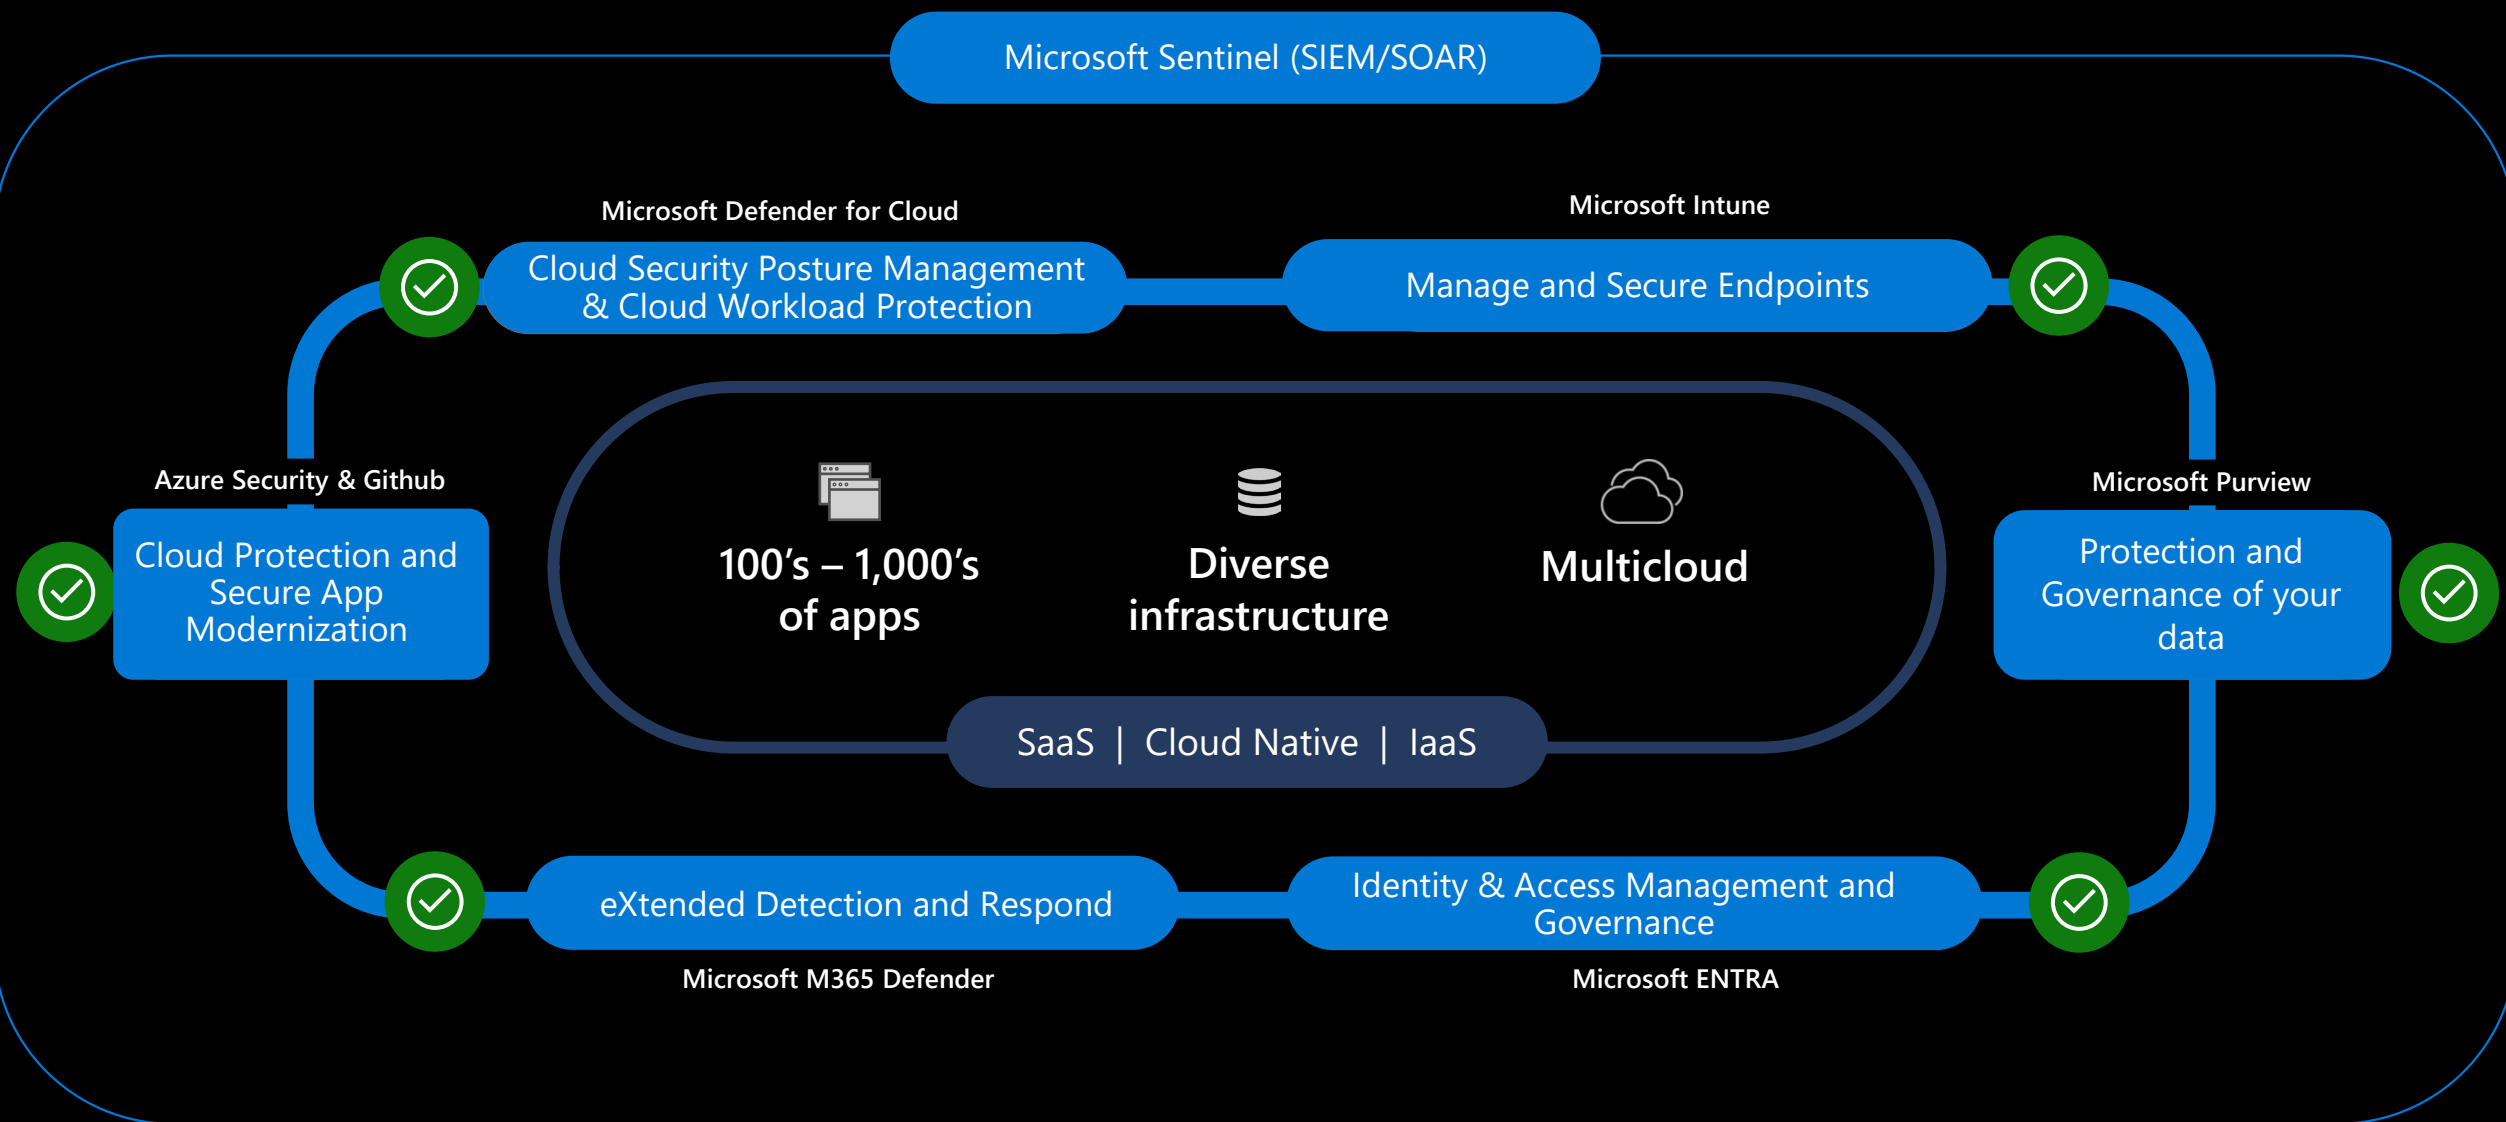 Microsoft Sentinel (SIEM/SOAR)
Microsoft Defender for Cloud
Cloud Security Posture Management
& Cloud Workload Protection
Microsoft Intune
Manage and Secure Endpoints
Azure Security & Github
Cloud Protection and
Secure App
Modernization
100’s – 1,000’s
of apps
Diverse
infrastructure
Multicloud
SaaS | Cloud Native | IaaS
Microsoft Purview
Protection and
Governance of your
data
eXtended Detection and Respond
Microsoft M365 Defender
Identity & Access Management and
Governance
Microsoft ENTRA